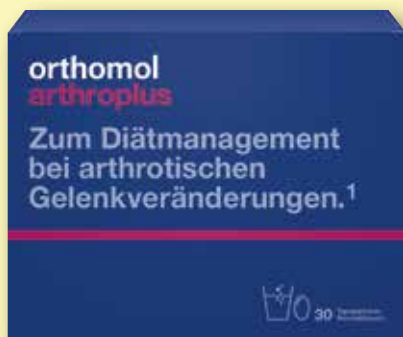 orthomol
arthroplus
Zum Diätmanagement
bei arthrotischen
Gelenkveränderungen.¹
30